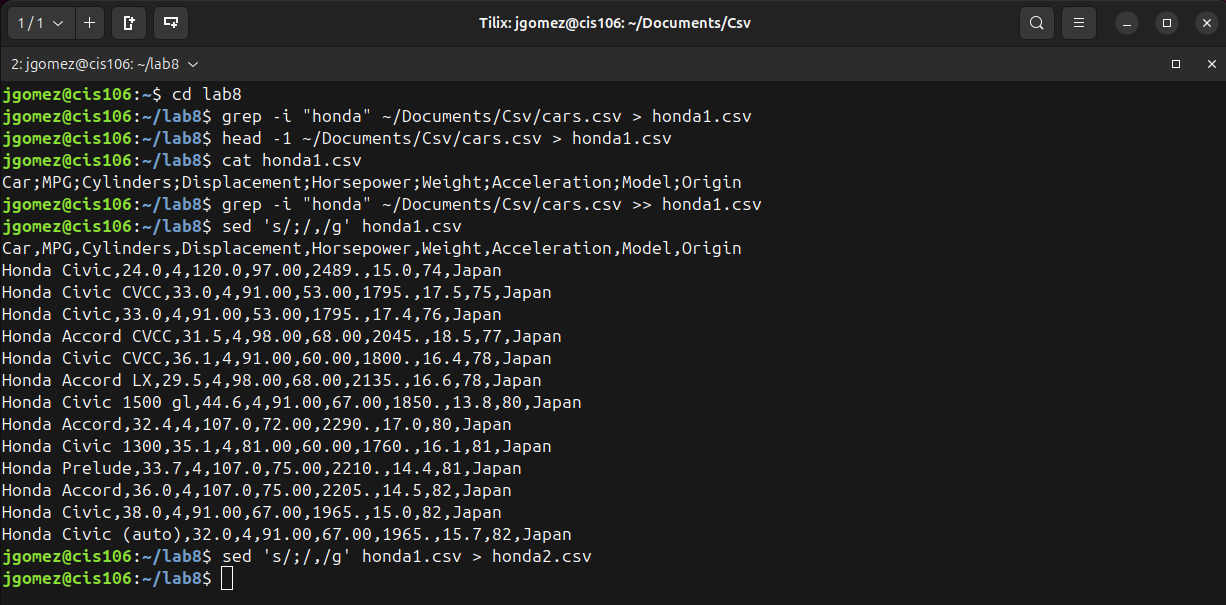 1 / 1
Tilix: jgomez@cis106: ~/Documents/Csv
2: jgomez@cis106: ~/lab8
jgomez@cis106:~$ cd lab8
jgomez@cis106:~/lab8$ grep -i "honda" ~/Documents/Csv/cars.csv > honda1.csv
jgomez@cis106:~/lab8$ head -1 ~/Documents/Csv/cars.csv > honda1.csv
jgomez@cis106:~/lab8$ cat honda1.csv
Car;MPG;Cylinders;Displacement;Horsepower;Weight;Acceleration;Model;Origin
jgomez@cis106:~/lab8$ grep -i "honda" ~/Documents/Csv/cars.csv >> honda1.csv
jgomez@cis106:~/lab8$ sed 's/;/,/g' honda1.csv
Car,MPG,Cylinders,Displacement,Horsepower,Weight,Acceleration,Model,Origin
Honda Civic,24.0,4,120.0,97.00,2489.,15.0,74,Japan
Honda Civic CVCC,33.0,4,91.00,53.00,1795.,17.5,75,Japan
Honda Civic,33.0,4,91.00,53.00,1795.,17.4,76,Japan
Honda Accord CVCC,31.5,4,98.00,68.00,2045.,18.5,77,Japan
Honda Civic CVCC,36.1,4,91.00,60.00,1800.,16.4,78,Japan
Honda Accord LX,29.5,4,98.00,68.00,2135.,16.6,78,Japan
Honda Civic 1500 gl,44.6,4,91.00,67.00,1850.,13.8,80,Japan
Honda Accord,32.4,4,107.0,72.00,2290.,17.0,80,Japan
Honda Civic 1300,35.1,4,81.00,60.00,1760.,16.1,81,Japan
Honda Prelude,33.7,4,107.0,75.00,2210.,14.4,81,Japan
Honda Accord,36.0,4,107.0,75.00,2205.,14.5,82,Japan
Honda Civic,38.0,4,91.00,67.00,1965.,15.0,82,Japan
Honda Civic (auto),32.0,4,91.00,67.00,1965.,15.7,82,Japan
jgomez@cis106:~/lab8$ sed 's/;/,/g' honda1.csv > honda2.csv
jgomez@cis106:~/lab8$